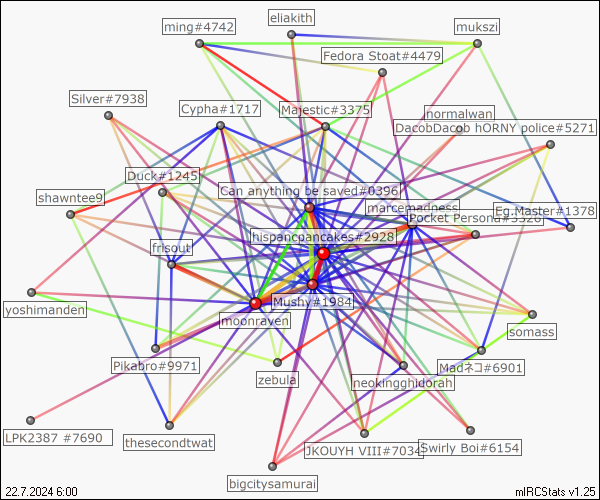 eliakith
ming#4742
mukszi
Fedora Stoat#4479
Silver#7938
Cypha#1717
Majestic#3375
normalwan
DacobDacob hORNY police#5271
Duck#1245
Can anything be saved#0396
shawntee9
marcemadness
Pocket Persona#5526
Eg.Master#1378
hispancpancakes#2928
frisout
Mushy#1984
yoshimanden
moonraven
somass
Pikabro#9971
Madネコ#6901
zebula
neokingghidorah
LPK2387 #7690
thesecondtwat
JKOUYH VIII#7034
Swirly Boi#6154
bigcitysamurai
22.7.2024 6:00
mIRCStats v1.25